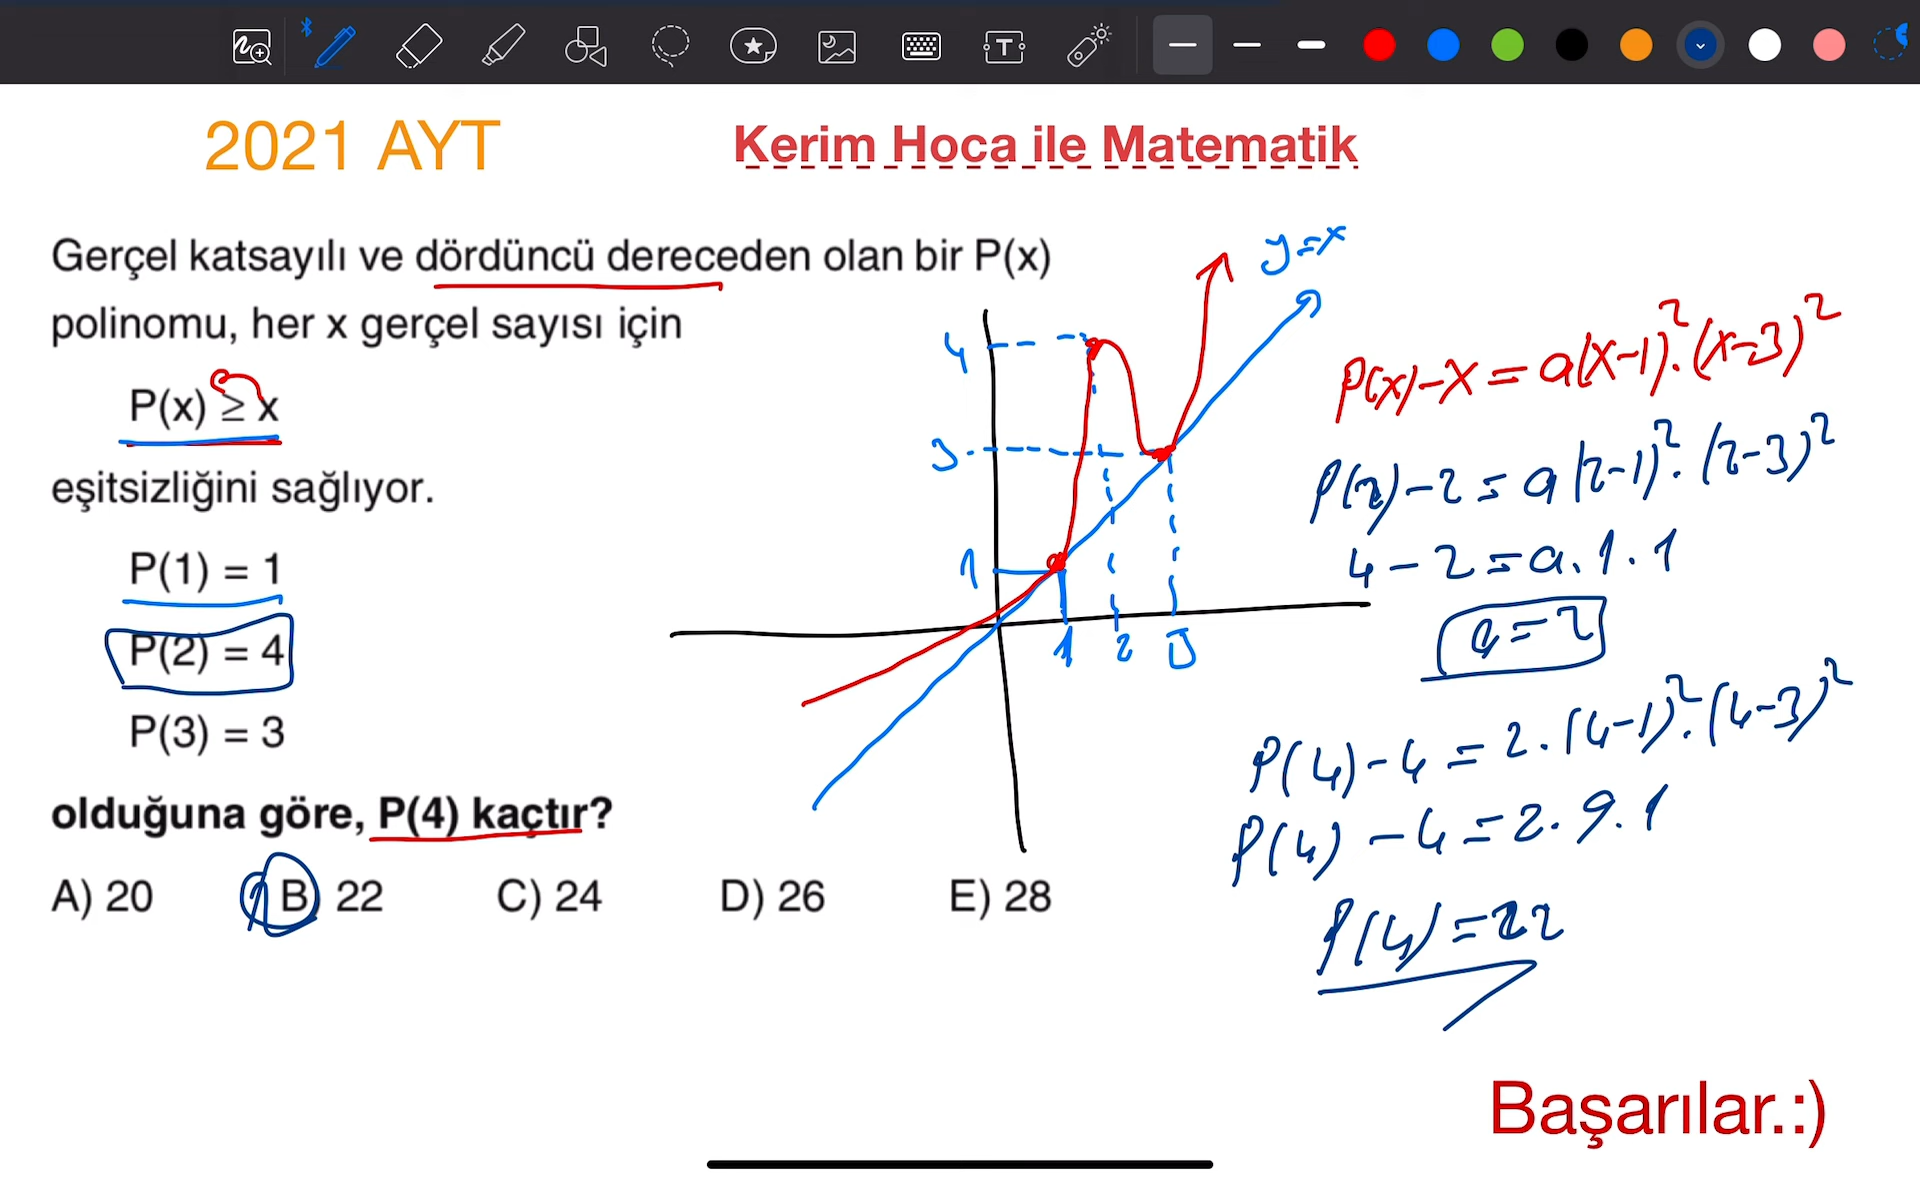 2021 AYT
Kerim Hoca ile Matematik
Gerçel katsayılı ve dördüncü dereceden olan bir P(x)
polinomu, her x gerçel sayısı için
P(x) ≥ x
eşitsizliğini sağlıyor.
P(1) = 1
P(2) = 4
P(3) = 3
olduğuna göre, P(4) kaçtır?
A) 20 B) 22 C) 24 D) 26 E) 28
y=x
4
3
1
1 2 3
P(x)-x=a(x-1)².(x-3)²
P(2)-2=a(2-1)².(2-3)²
4-2=a.1.1
a=2
P(4)-4=2.(4-1)².(4-3)²
P(4)-4=2.9.1
P(4)=22
Başarılar.:)